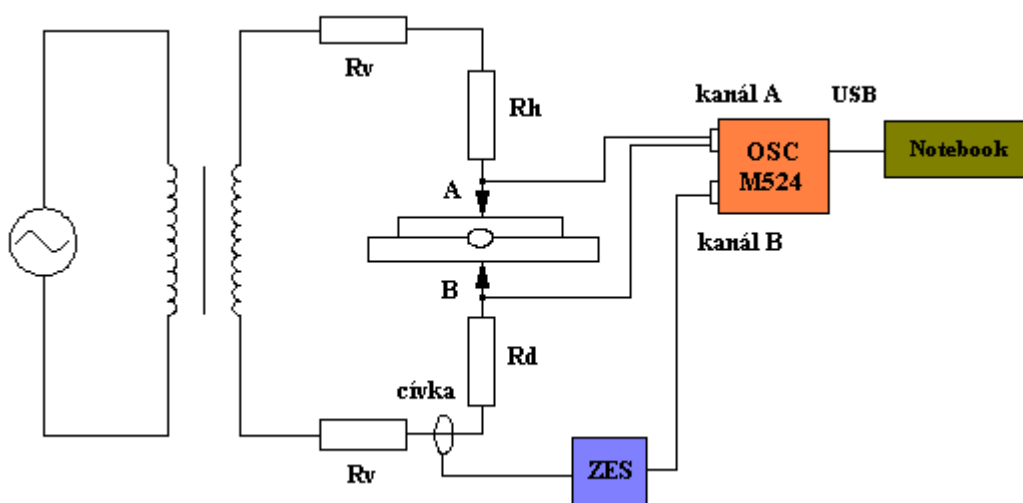 Rv
Rh
kanál A
USB
OSC
M524
Notebook
A
kanál B
B
Rd
cívka
Rv
ZES